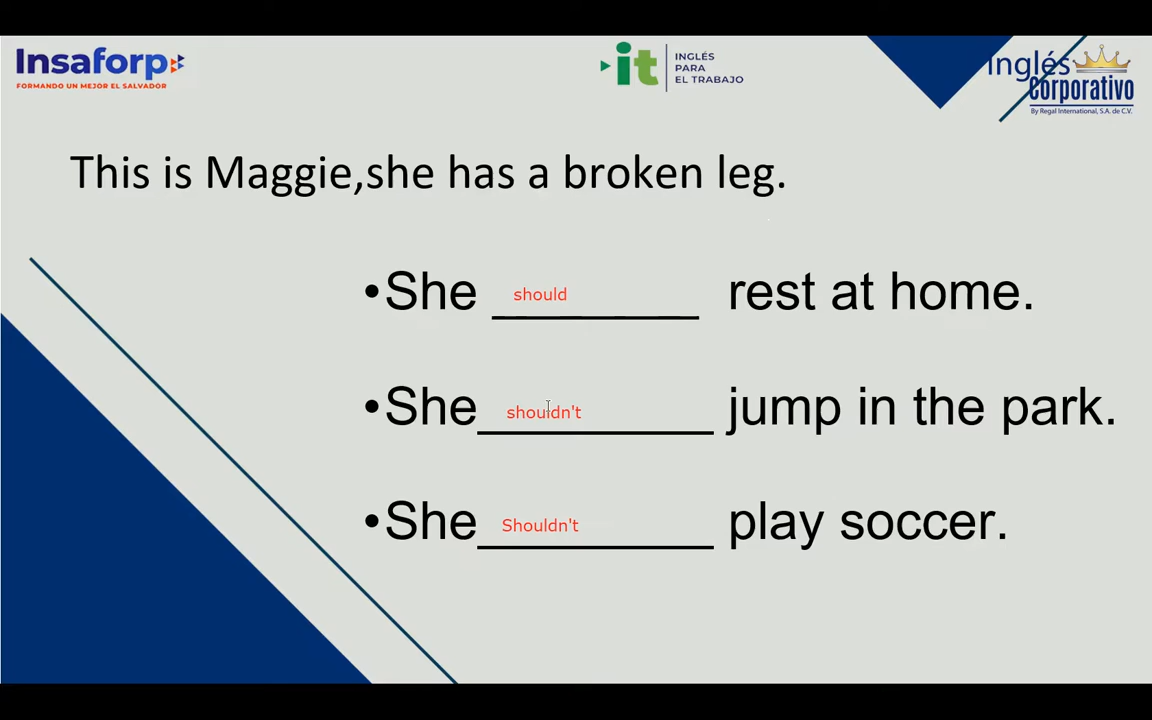 Insaforp
FORMANDO UN MEJOR EL SALVADOR
it
INGLÉS
PARA
EL TRABAJO
Inglés
Corporativo
By Regal International, S.A. de C.V.
This is Maggie,she has a broken leg.
•She should rest at home.
•She shouldn't jump in the park.
•She Shouldn't play soccer.